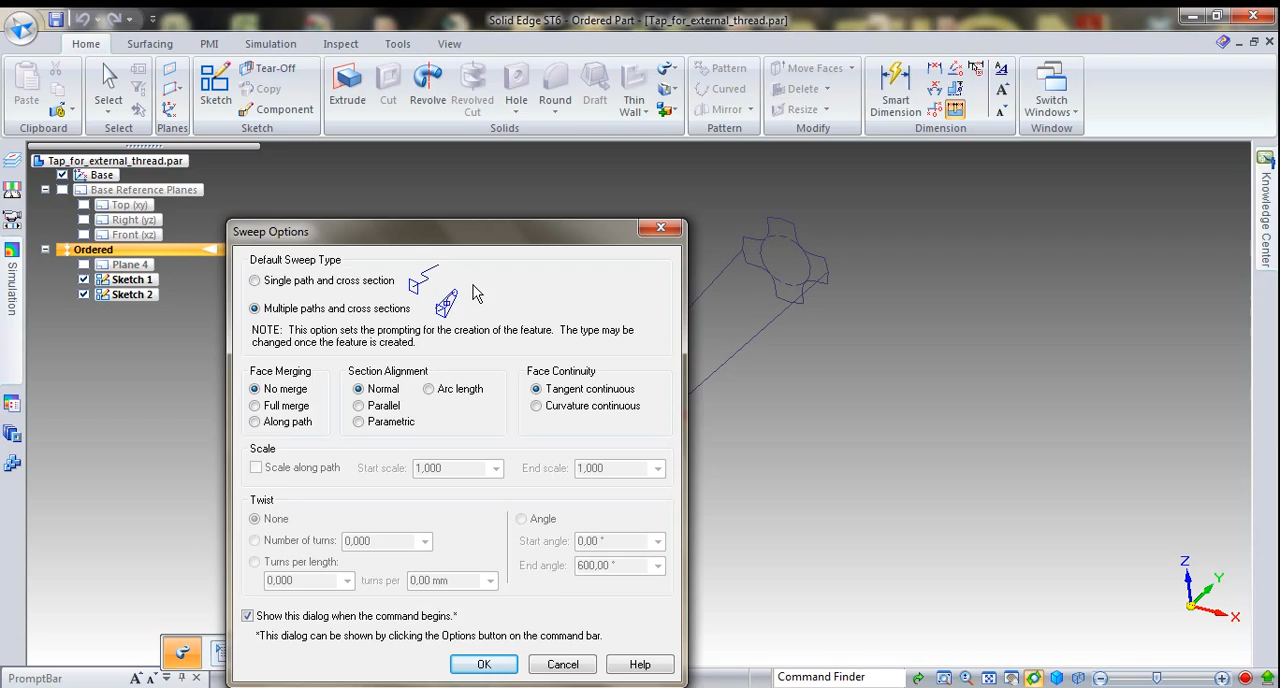 Solid Edge ST6 - Ordered Part - [Tap_for_external_thread.par]
Home Surfacing PMI Simulation Inspect Tools View
Paste
Clipboard
Select
Select
Planes
Sketch
Tear-Off
Copy
Component
Sketch
Extrude Cut Revolve Revolved Cut Hole Round Draft Thin Wall
Solids
Pattern
Curved
Mirror
Pattern
Move Faces
Delete
Resize
Modify
Smart Dimension
Dimension
Switch Windows
Window
Tap_for_external_thread.par
Base
Base Reference Planes
Top (xy)
Right (yz)
Front (xz)
Ordered
Plane 4
Sketch 1
Sketch 2
Simulation
Knowledge Center
Sweep Options
Default Sweep Type
Single path and cross section
Multiple paths and cross sections
NOTE: This option sets the prompting for the creation of the feature. The type may be
changed once the feature is created.
Face Merging
No merge
Full merge
Along path
Section Alignment
Normal Arc length
Parallel
Parametric
Face Continuity
Tangent continuous
Curvature continuous
Scale
Scale along path Start scale: 1,000 End scale: 1,000
Twist
None
Number of turns: 0,000
Turns per length:
0,000 turns per 0,00 mm
Angle
Start angle: 0,00 °
End angle: 600,00 °
Show this dialog when the command begins.*
*This dialog can be shown by clicking the Options button on the command bar.
OK Cancel Help
Z
Y
X
PromptBar
Command Finder